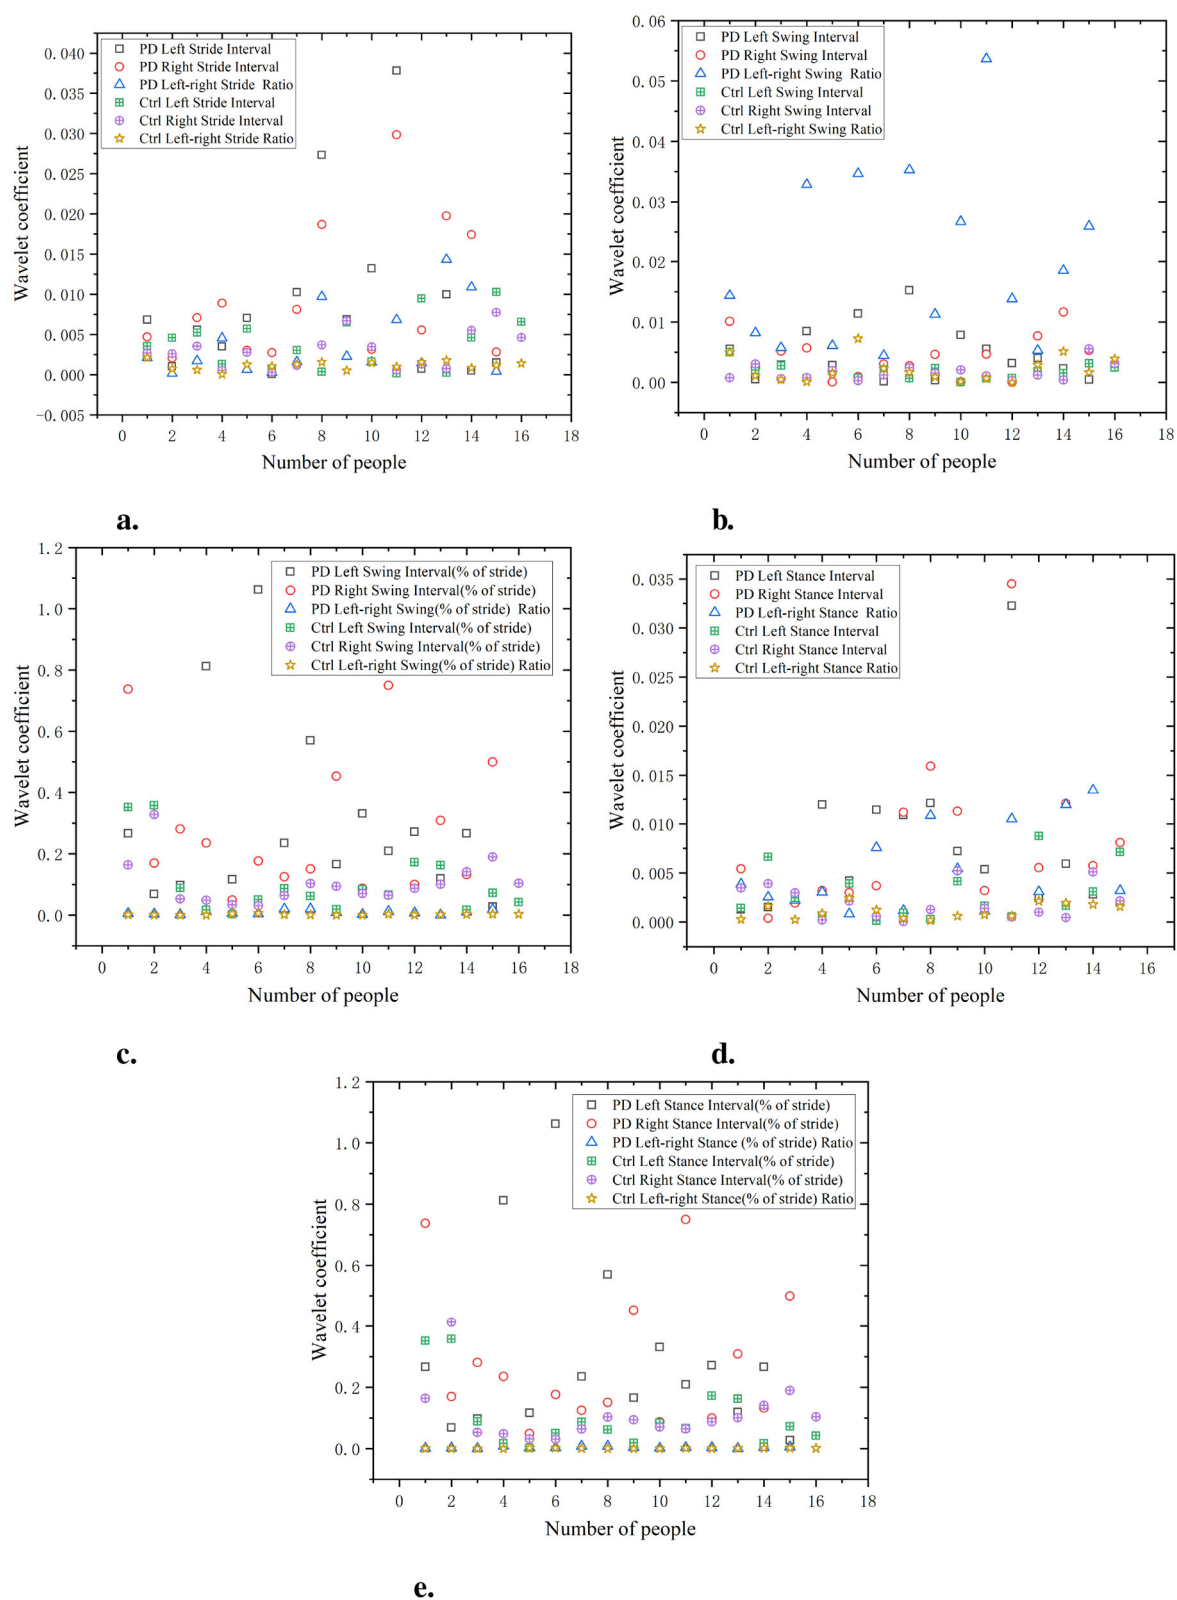 0.040
0.035
0.030
0.025
0.020
0.015
0.010
0.005
0.000
-0.005
Wavelet coefficient
PD Left Stride Interval
PD Right Stride Interval
PD Left-right Stride Ratio
Ctrl Left Stride Interval
Ctrl Right Stride Interval
Ctrl Left-right Stride Ratio
0 2 4 6 8 10 12 14 16 18
Number of people
a.
0.06
0.05
0.04
0.03
0.02
0.01
0.00
Wavelet coefficient
PD Left Swing Interval
PD Right Swing Interval
PD Left-right Swing Ratio
Ctrl Left Swing Interval
Ctrl Right Swing Interval
Ctrl Left-right Swing Ratio
0 2 4 6 8 10 12 14 16 18
Number of people
b.
1.2
1.0
0.8
0.6
0.4
0.2
0.0
Wavelet coefficient
PD Left Swing Interval(% of stride)
PD Right Swing Interval(% of stride)
PD Left-right Swing(% of stride) Ratio
Ctrl Left Swing Interval(% of stride)
Ctrl Right Swing Interval(% of stride)
Ctrl Left-right Swing(% of stride) Ratio
0 2 4 6 8 10 12 14 16 18
Number of people
c.
0.035
0.030
0.025
0.020
0.015
0.010
0.005
0.000
Wavelet coefficient
PD Left Stance Interval
PD Right Stance Interval
PD Left-right Stance Ratio
Ctrl Left Stance Interval
Ctrl Right Stance Interval
Ctrl Left-right Stance Ratio
0 2 4 6 8 10 12 14 16
Number of people
d.
1.2
1.0
0.8
0.6
0.4
0.2
0.0
Wavelet coefficient
PD Left Stance Interval(% of stride)
PD Right Stance Interval(% of stride)
PD Left-right Stance (% of stride) Ratio
Ctrl Left Stance Interval(% of stride)
Ctrl Right Stance Interval(% of stride)
Ctrl Left-right Stance(% of stride) Ratio
0 2 4 6 8 10 12 14 16 18
Number of people
e.